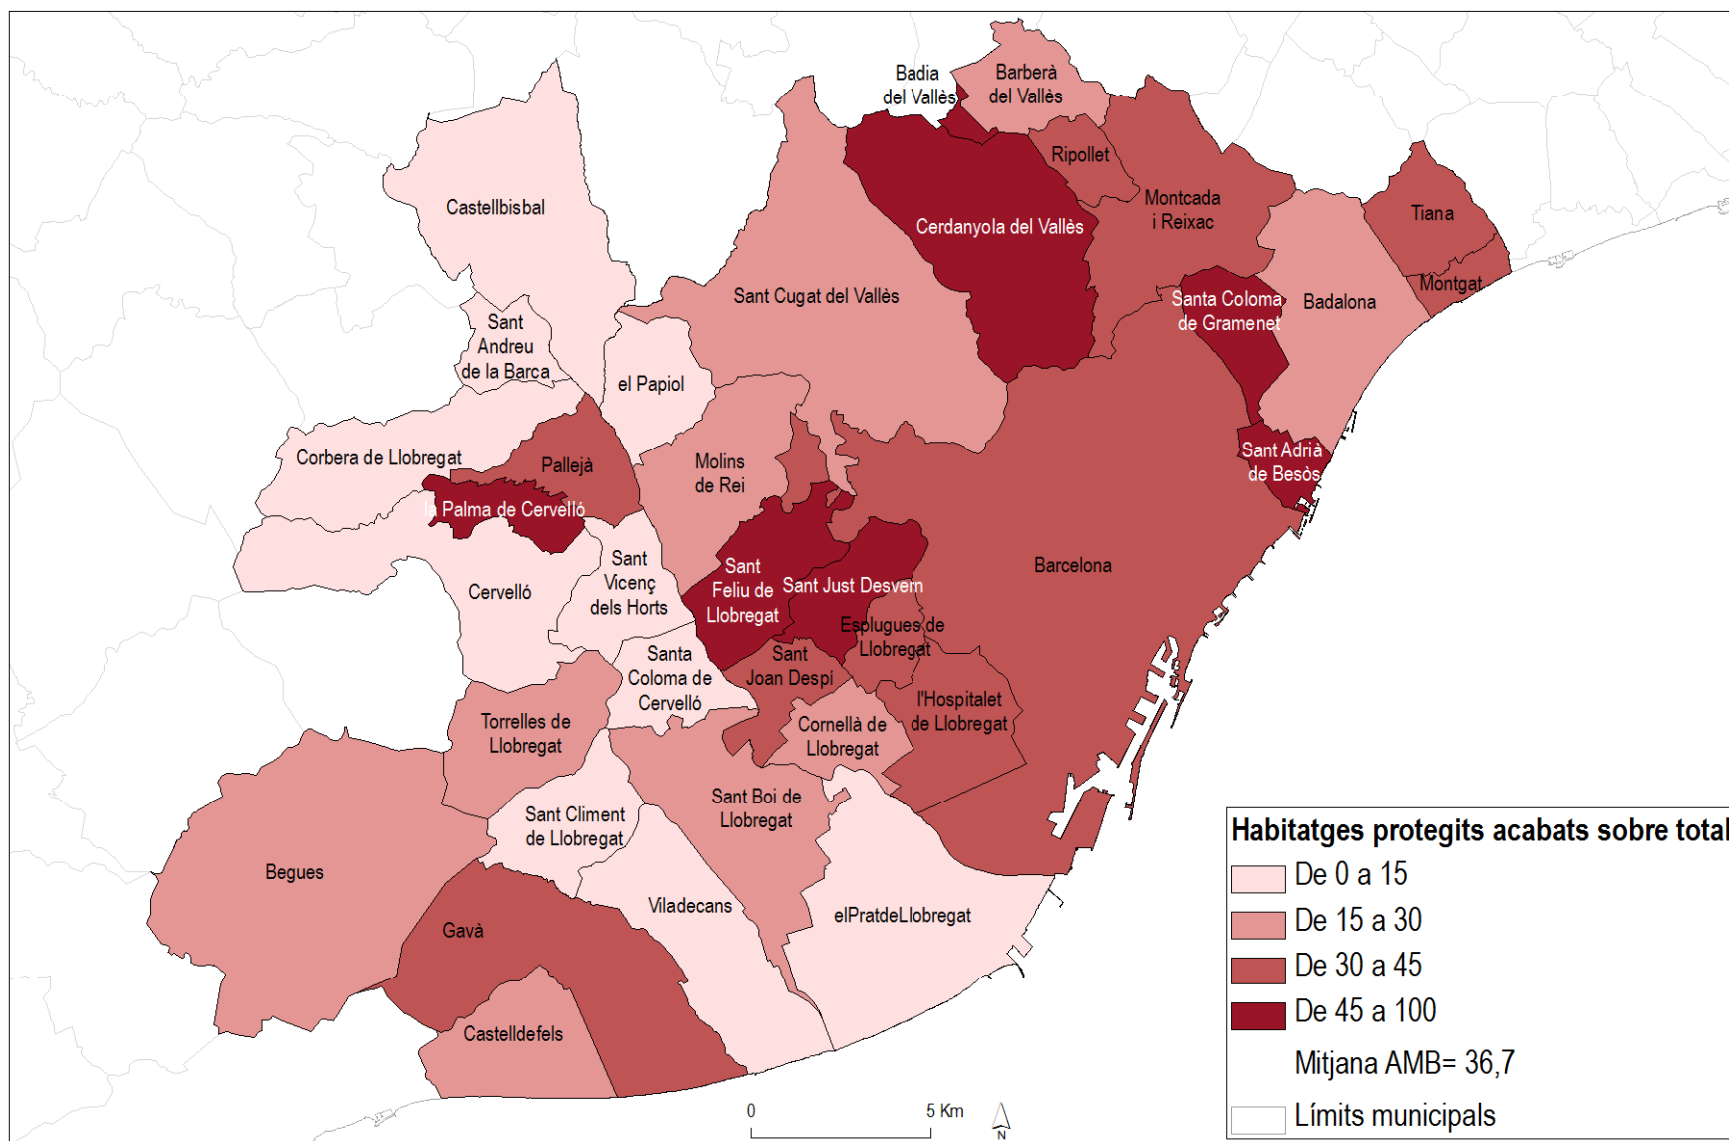 Badia
del Vallès
Barberà
del Vallès
Ripollet
Castellbisbal
Montcada
i Reixac
Tiana
Cerdanyola del Vallès
Montgat
Sant Cugat del Vallès
Santa Coloma
de Gramenet
Badalona
Sant
Andreu
de la Barca
el Papiol
Corbera de Llobregat
Pallejà
Molins
de Rei
Sant Adrià
de Besòs
la Palma de Cervelló
Barcelona
Sant
Vicenç
dels Horts
Sant
Feliu de
Llobregat
Sant Just Desvern
Cervelló
Esplugues de
Llobregat
Santa
Coloma de
Cervelló
Sant
Joan Despi
l'Hospitalet
de Llobregat
Torrelles de
Llobregat
Cornellà de
Llobregat
Sant Boi de
Llobregat
Sant Climent
de Llobregat
Begues
Viladecans
elPratdeLlobregat
Gavà
Castelldefels
Habitatges protegits acabats sobre total
De 0 a 15
De 15 a 30
De 30 a 45
De 45 a 100
Mitjana AMB= 36,7
Límits municipals
0 5 Km
N